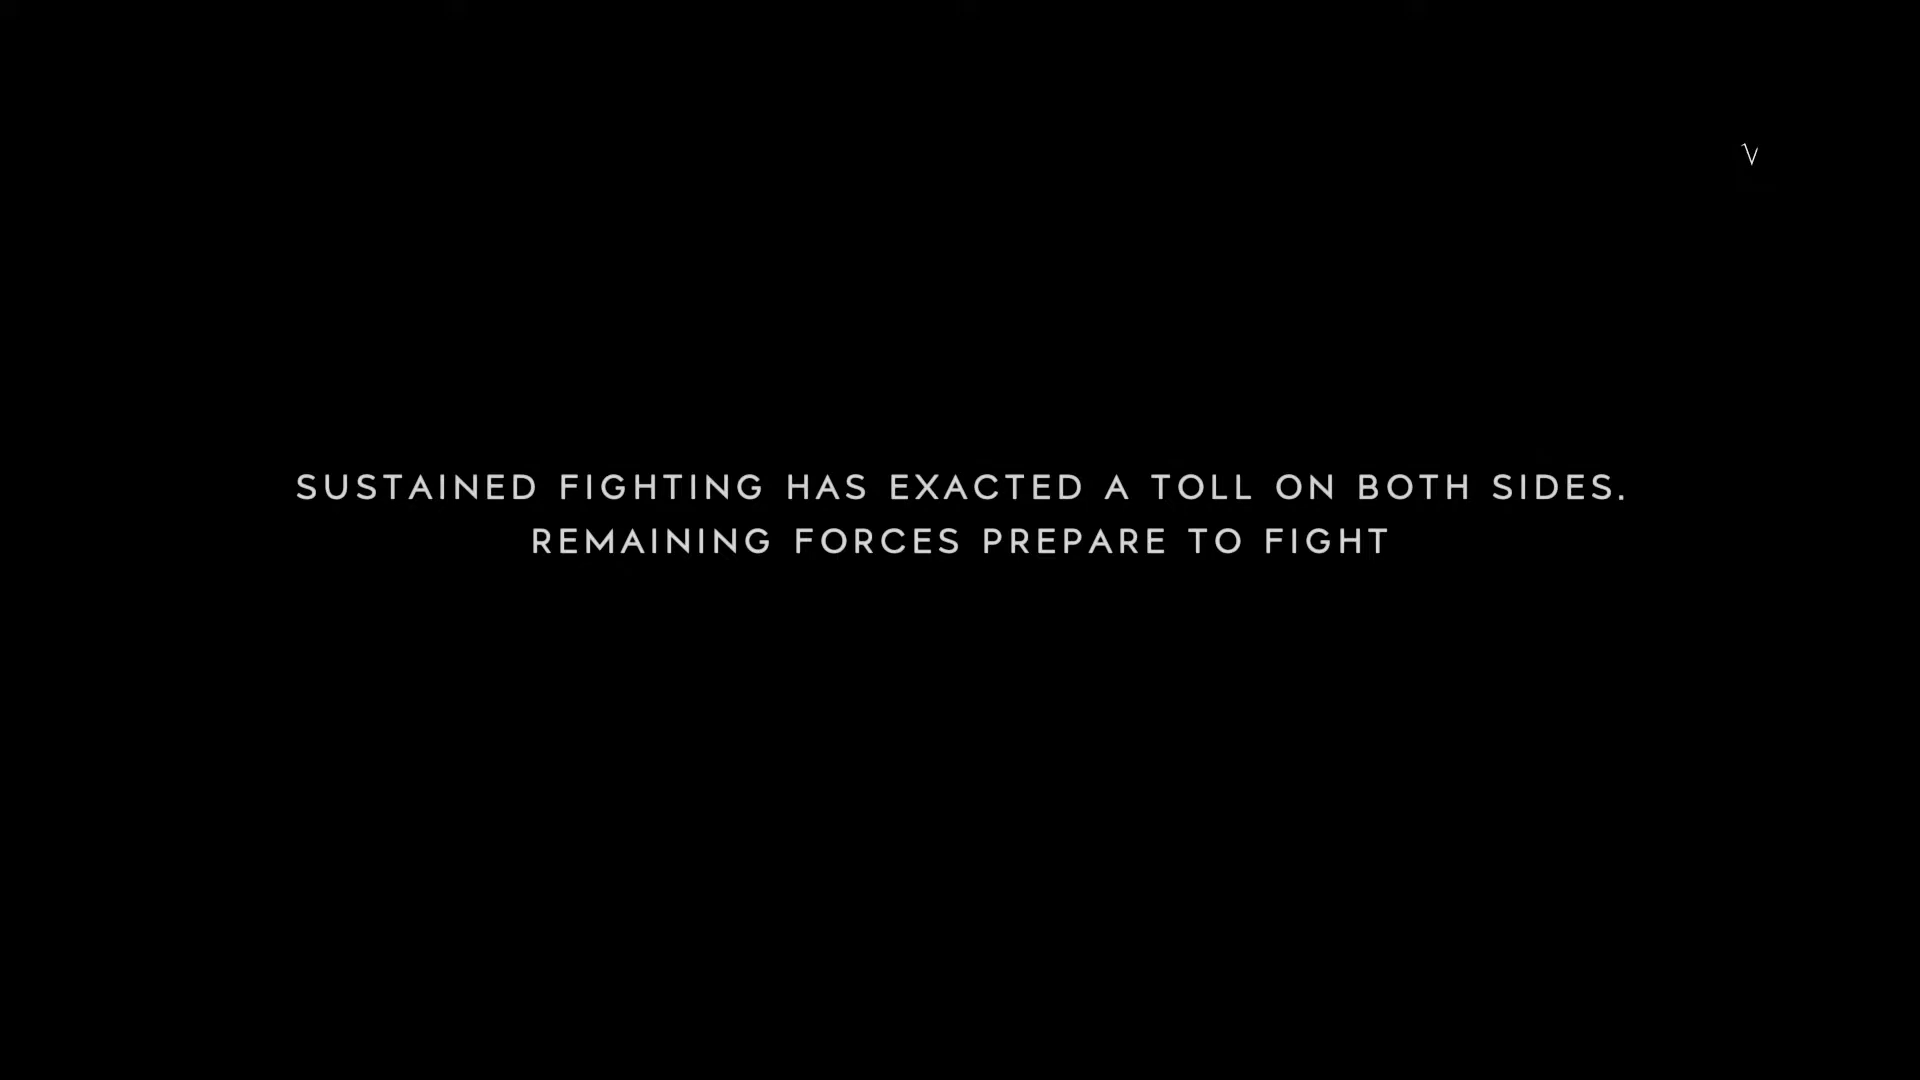 V
SUSTAINED FIGHTING HAS EXACTED A TOLL ON BOTH SIDES.
REMAINING FORCES PREPARE TO FIGHT